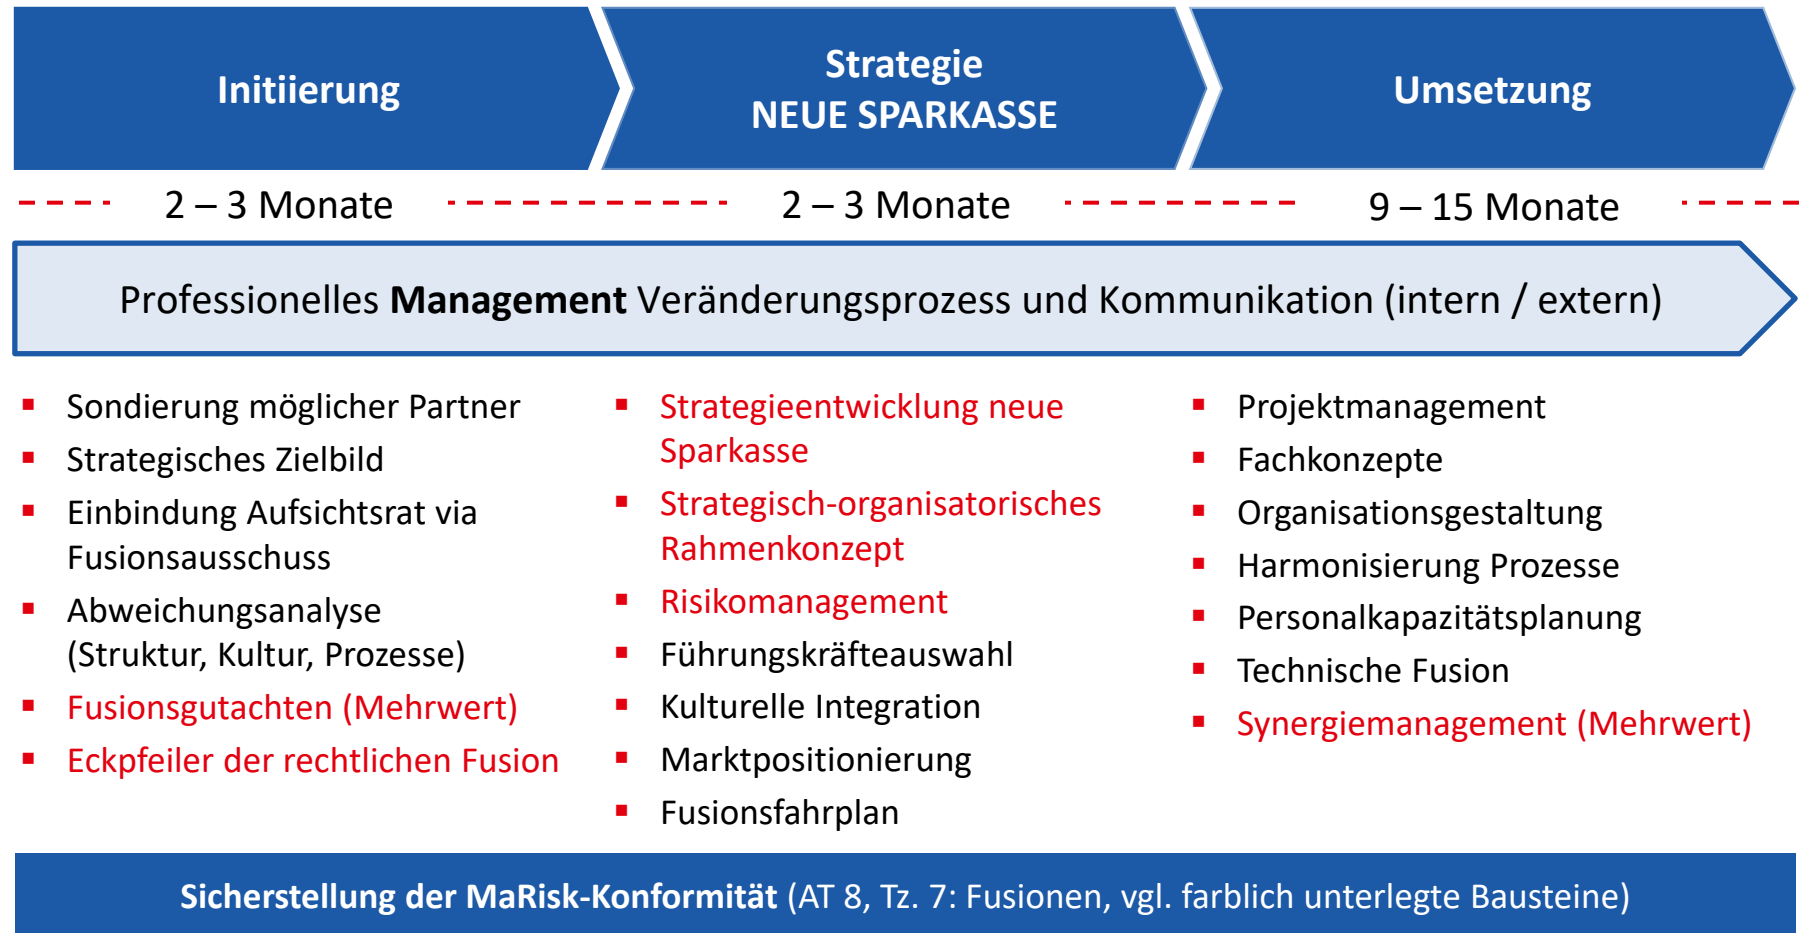 Initiierung
Strategie
NEUE SPARKASSE
Umsetzung
2 – 3 Monate
2 – 3 Monate
9 – 15 Monate
Professionelles Management Veränderungsprozess und Kommunikation (intern / extern)
Sondierung möglicher Partner
Strategisches Zielbild
Einbindung Aufsichtsrat via
Fusionsausschuss
Abweichungsanalyse
(Struktur, Kultur, Prozesse)
Fusionsgutachten (Mehrwert)
Eckpfeiler der rechtlichen Fusion
Strategieentwicklung neue
Sparkasse
Strategisch-organisatorisches
Rahmenkonzept
Risikomanagement
Führungskräfteauswahl
Kulturelle Integration
Marktpositionierung
Fusionsfahrplan
Projektmanagement
Fachkonzepte
Organisationsgestaltung
Harmonisierung Prozesse
Personalkapazitätsplanung
Technische Fusion
Synergiemanagement (Mehrwert)
Sicherstellung der MaRisk-Konformität (AT 8, Tz. 7: Fusionen, vgl. farblich unterlegte Bausteine)